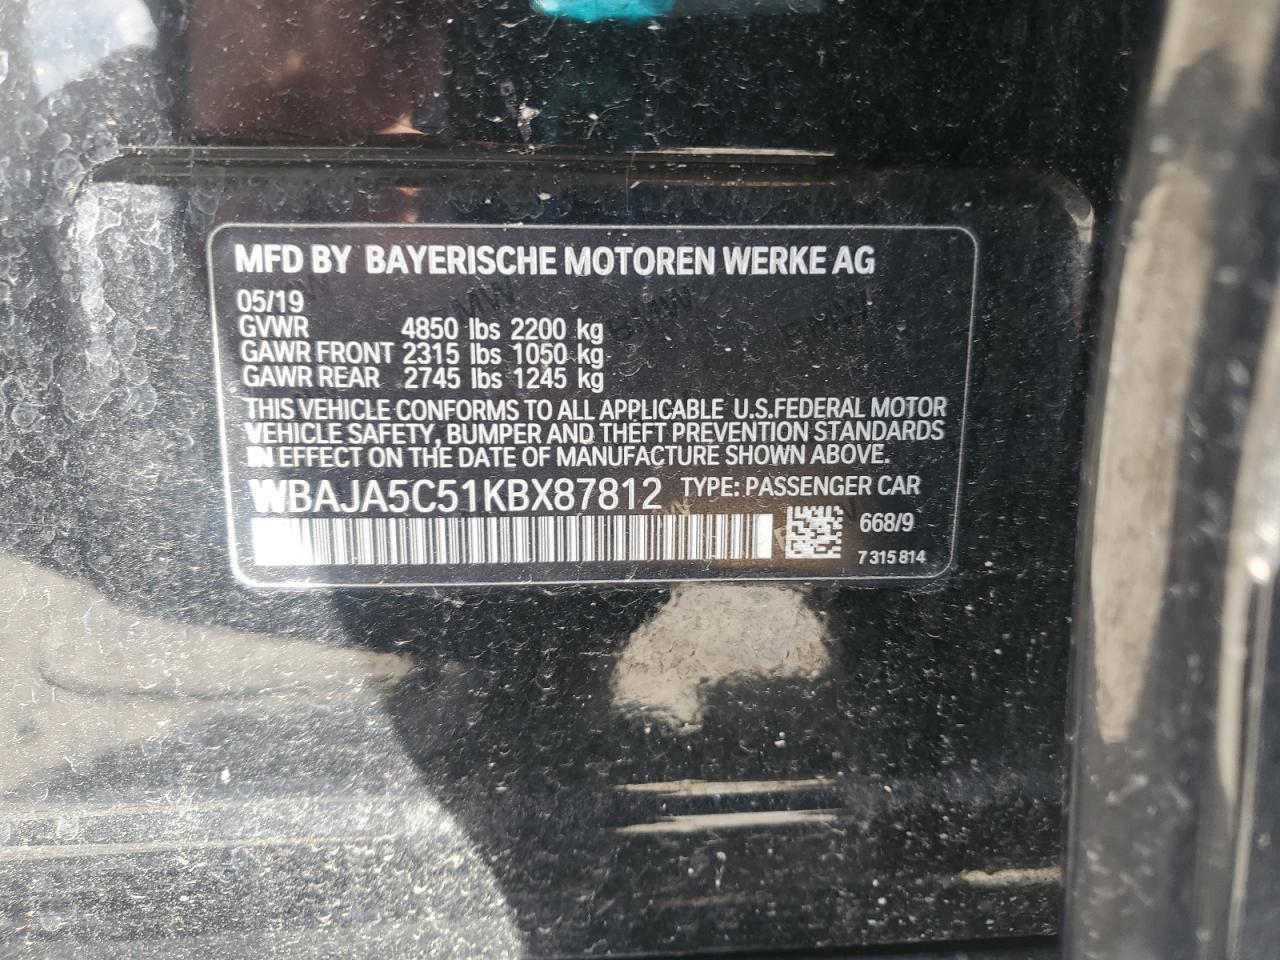 MFD BY BAYERISCHE MOTOREN WERKE AG
05/19
GVWR 4850 lbs 2200 kg
GAWR FRONT 2315 lbs 1050 kg
GAWR REAR 2745 lbs 1245 kg
THIS VEHICLE CONFORMS TO ALL APPLICABLE U.S.FEDERAL MOTOR
VEHICLE SAFETY, BUMPER AND THEFT PREVENTION STANDARDS
IN EFFECT ON THE DATE OF MANUFACTURE SHOWN ABOVE.
WBAJA5C51KBX87812 TYPE: PASSENGER CAR
668/9
7 315 814